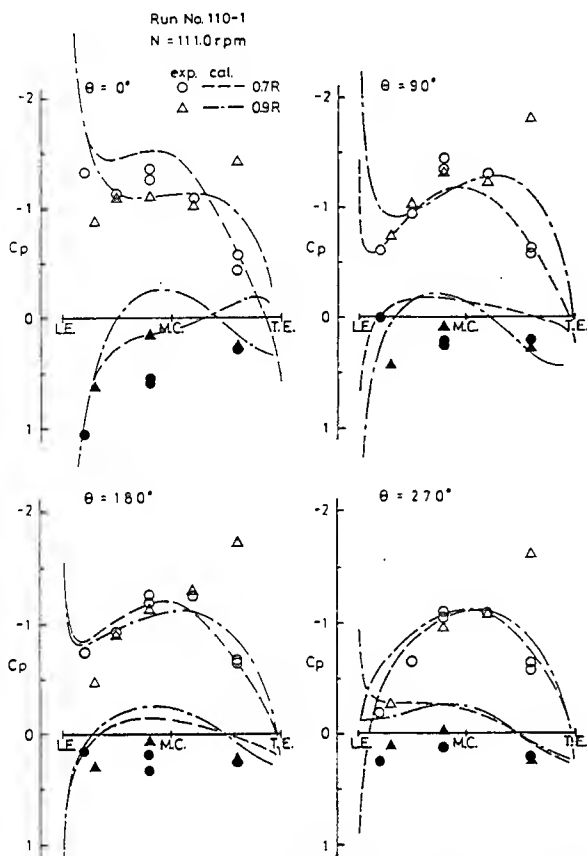 Run No. 110-1
N = 111.0 rpm
exp. cal.
0.7R
0.9R
θ = 0°
-2
-1
Cp
0
1
L.E.
M.C.
T.E.
θ = 90°
-2
-1
Cp
0
1
L.E.
M.C.
T.E.
θ = 180°
-2
-1
Cp
0
1
L.E.
M.C.
T.E.
θ = 270°
-2
-1
Cp
0
1
L.E.
M.C.
T.E.